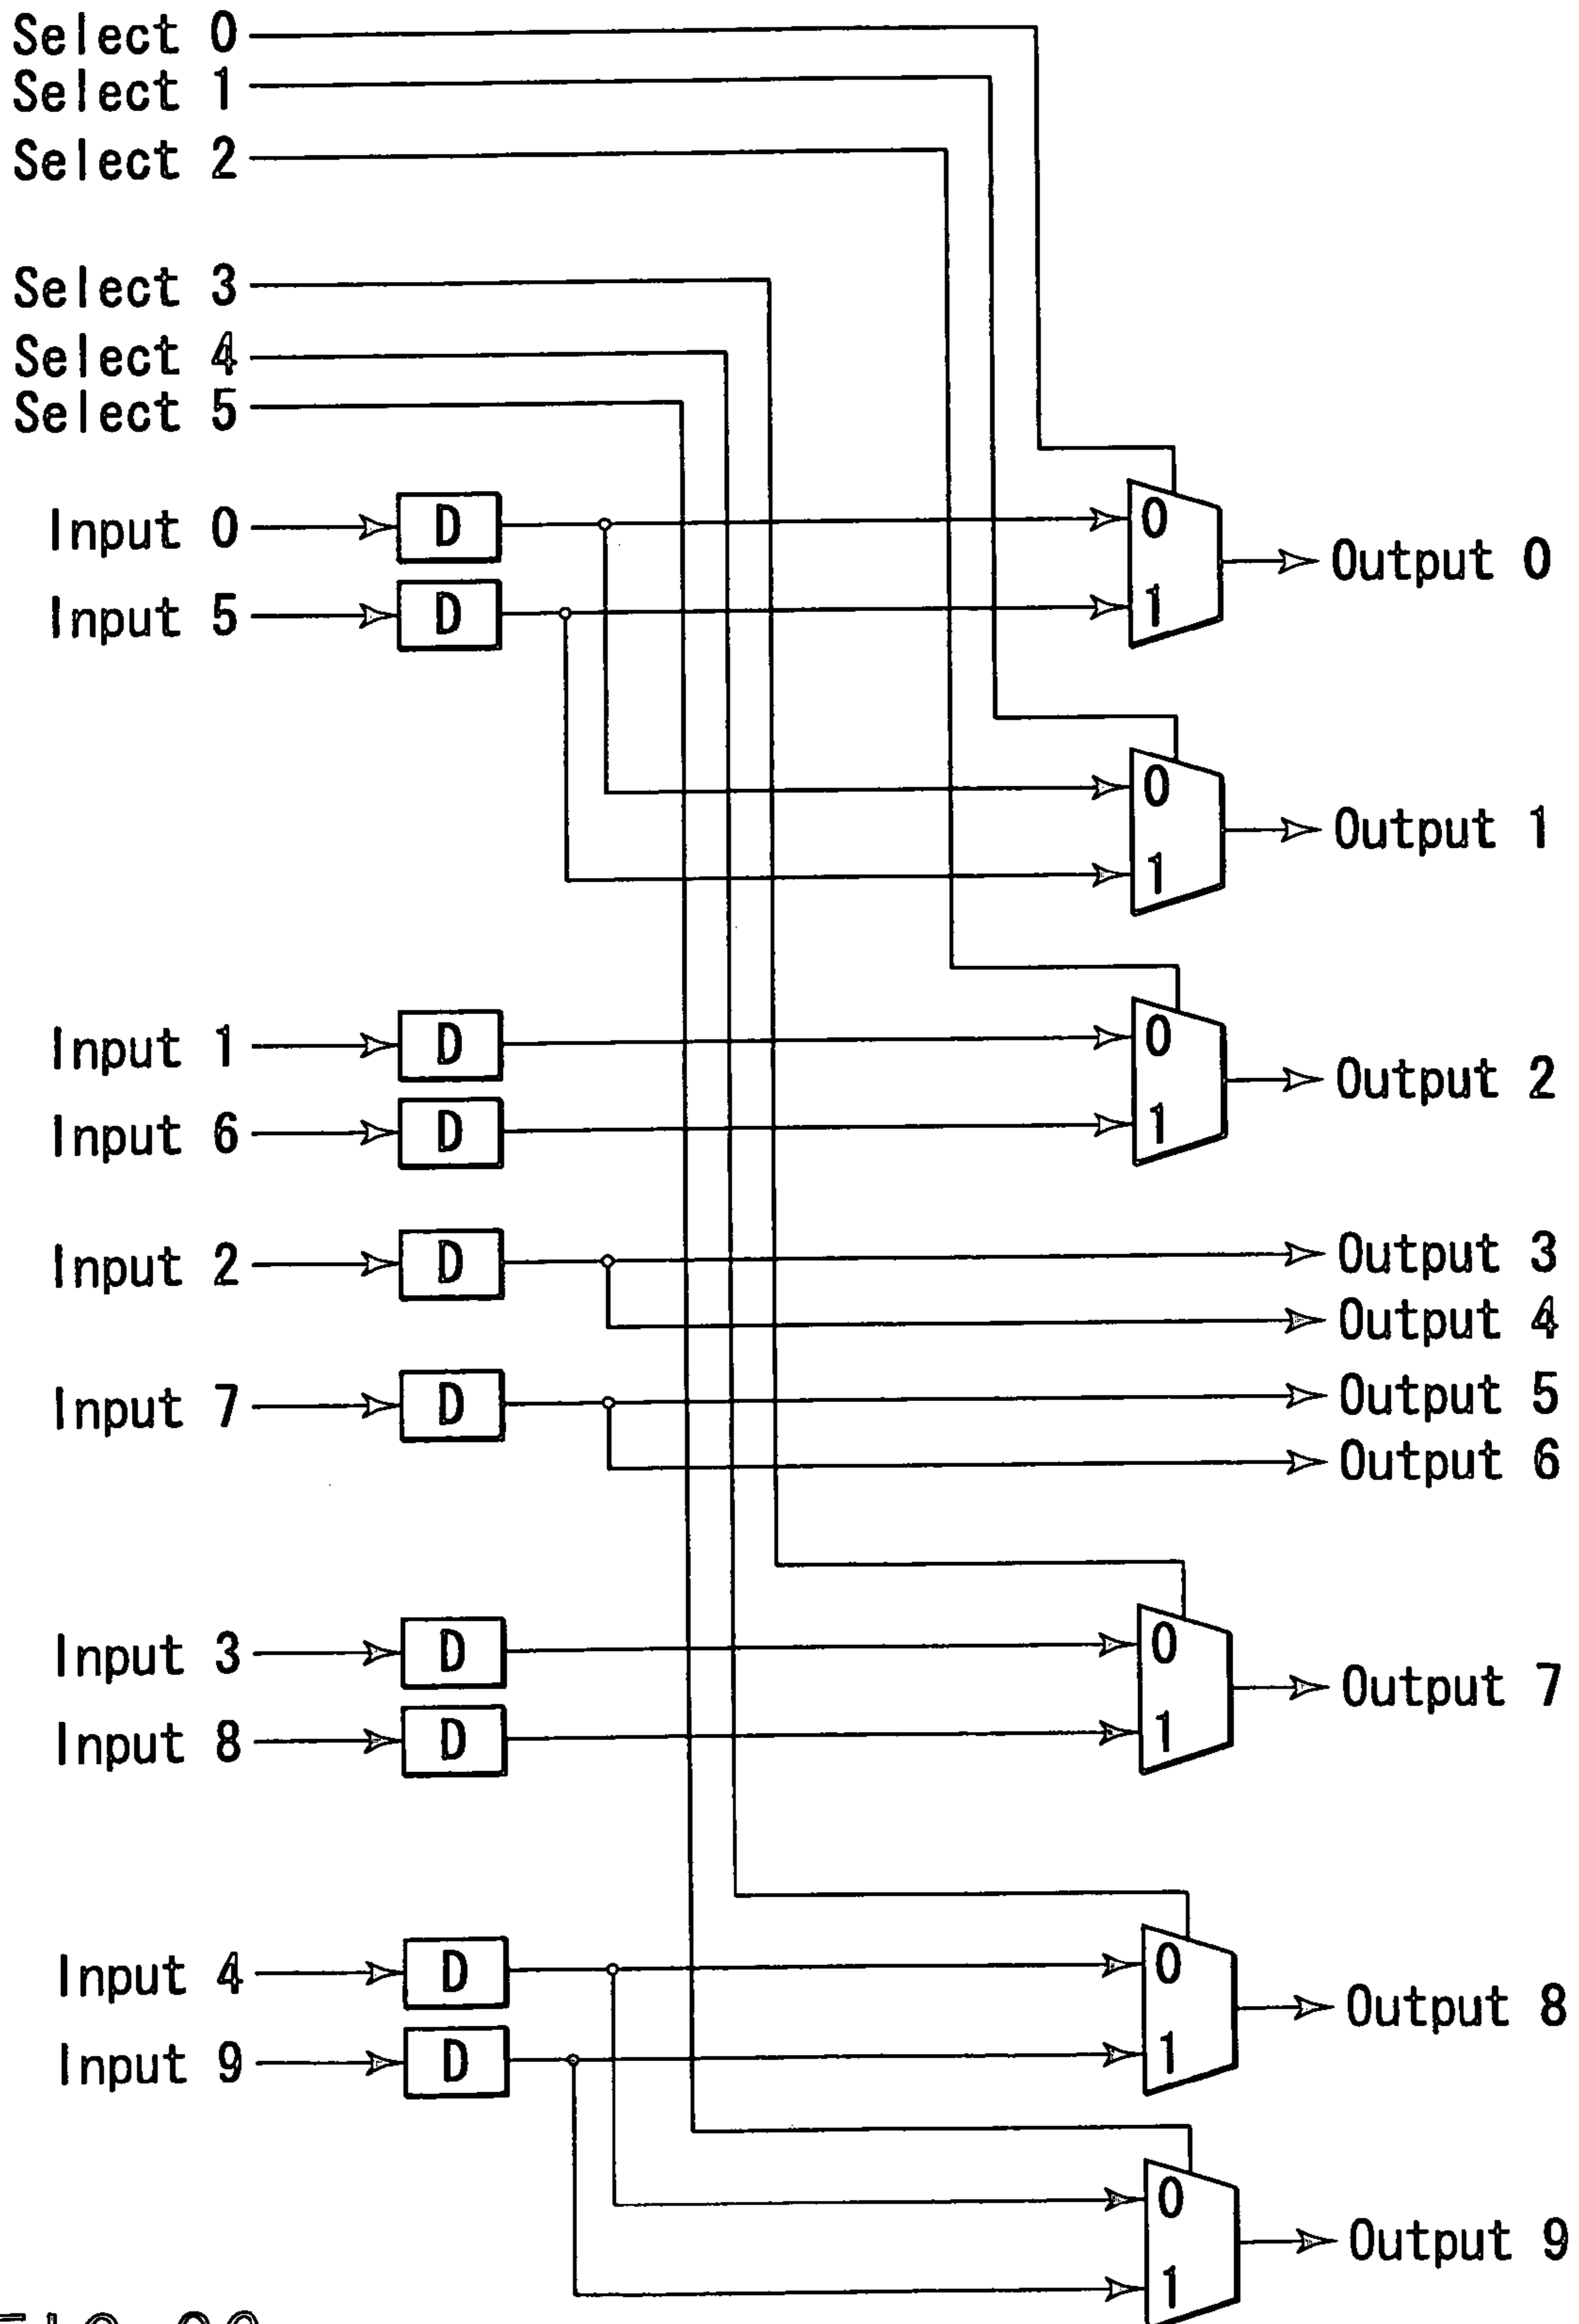 Select 0
Select 1
Select 2
Select 3
Select 4
Select 5
Input 0
D
0
Output 0
Input 5
D
1
0
Output 1
1
Input 1
D
0
Output 2
Input 6
D
1
Input 2
D
Output 3
Output 4
Input 7
D
Output 5
Output 6
Input 3
D
0
Output 7
Input 8
D
1
Input 4
D
0
Output 8
Input 9
D
1
0
Output 9
1